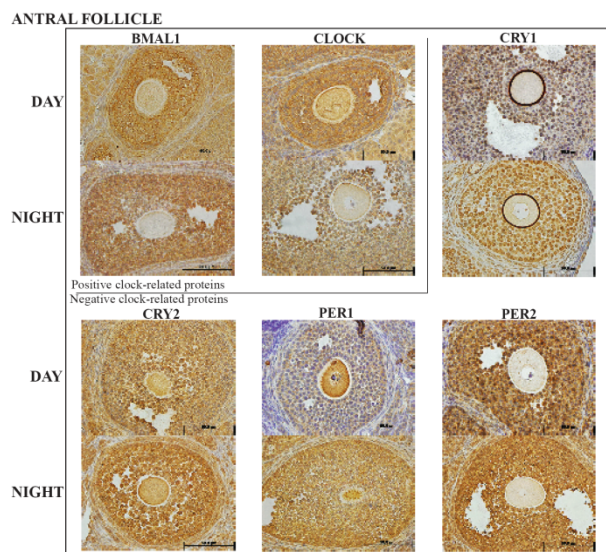 ANTRAL FOLLICLE
BMAL1 CLOCK CRY1
DAY
NIGHT
Positive clock-related proteins
Negative clock-related proteins
CRY2 PER1 PER2
DAY
NIGHT